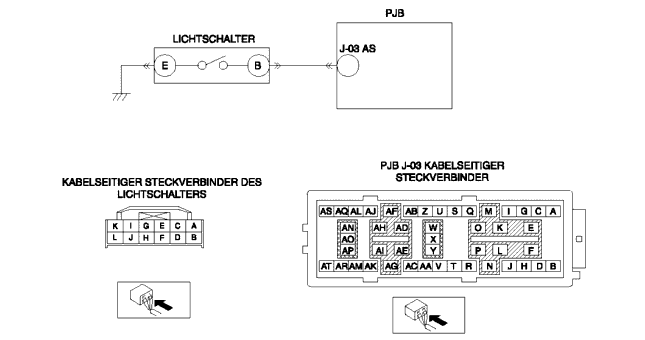 PJB
LICHTSCHALTER
J-03 AS
E B
KABELSEITIGER STECKVERBINDER DES
LICHTSCHALTERS
K I G E C A
L J H F D B
PJB J-03 KABELSEITIGER
STECKVERBINDER
AS AQ AL AJ AF AB Z U S Q M I G C A
AN AH AD W O K E
AO X
AP AI AE Y P L F
AT AR AM AK AG AC AA V T R N J H D B